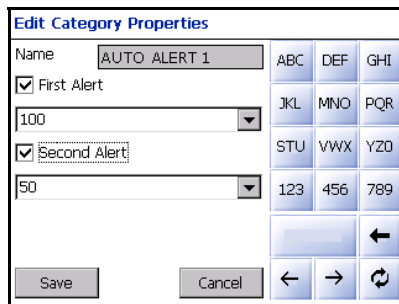 Edit Category Properties
Name AUTO ALERT 1
First Alert
100
Second Alert
50
Save Cancel
ABC DEF GHI
JKL MNO PQR
STU VWX YZ0
123 456 789